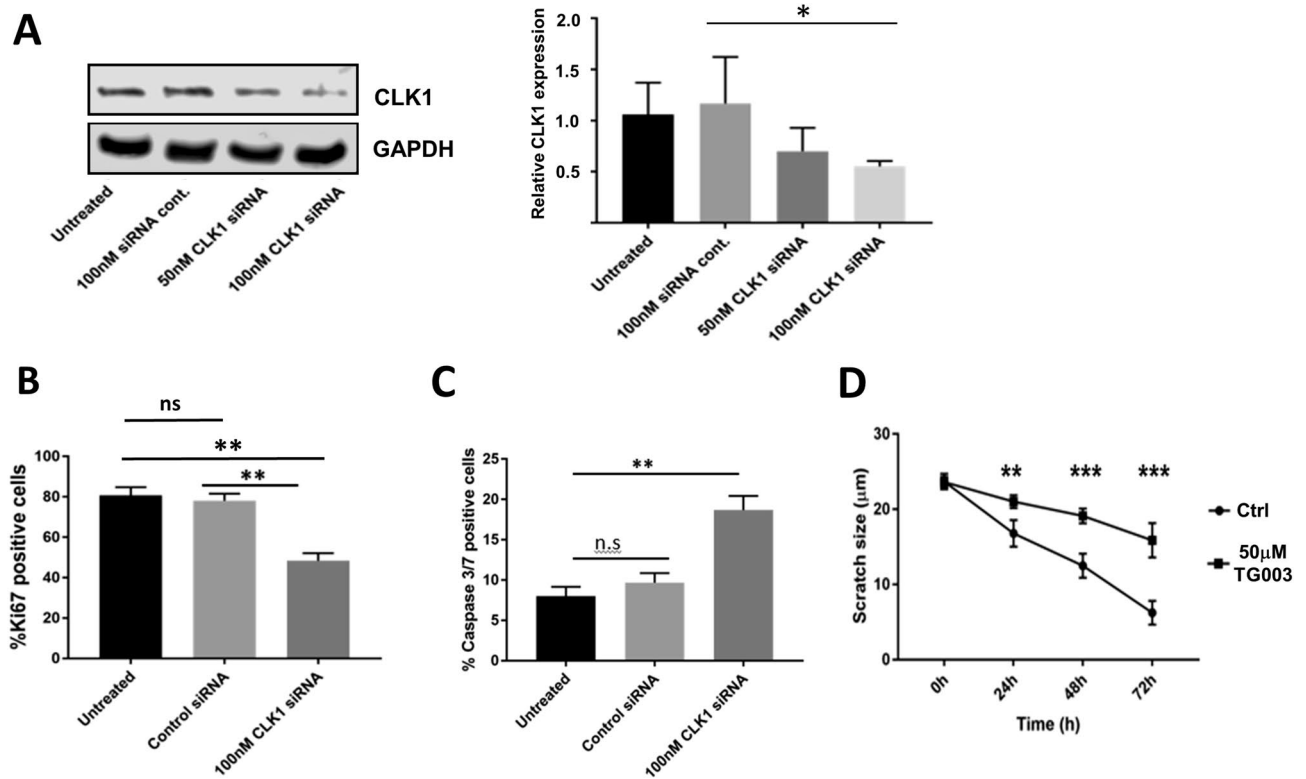 A
CLK1
GAPDH
Untreated
100nM siRNA cont.
50nM CLK1 siRNA
100nM CLK1 siRNA
*
Relative CLK1 expression
2.0
1.5
1.0
0.5
Untreated
100nM siRNA cont.
50nM CLK1 siRNA
100nM CLK1 siRNA
B
ns
**
**
%Ki67 positive cells
100
80
60
40
20
0
Untreated
Control siRNA
100nM CLK1 siRNA
C
**
n.s
% Caspase 3/7 positive cells
25
20
15
10
5
0
Untreated
Control siRNA
100nM CLK1 siRNA
D
** *** ***
Scratch size (μm)
30
20
10
0
0h
24h
48h
72h
Time (h)
Ctrl
50μM
TG003